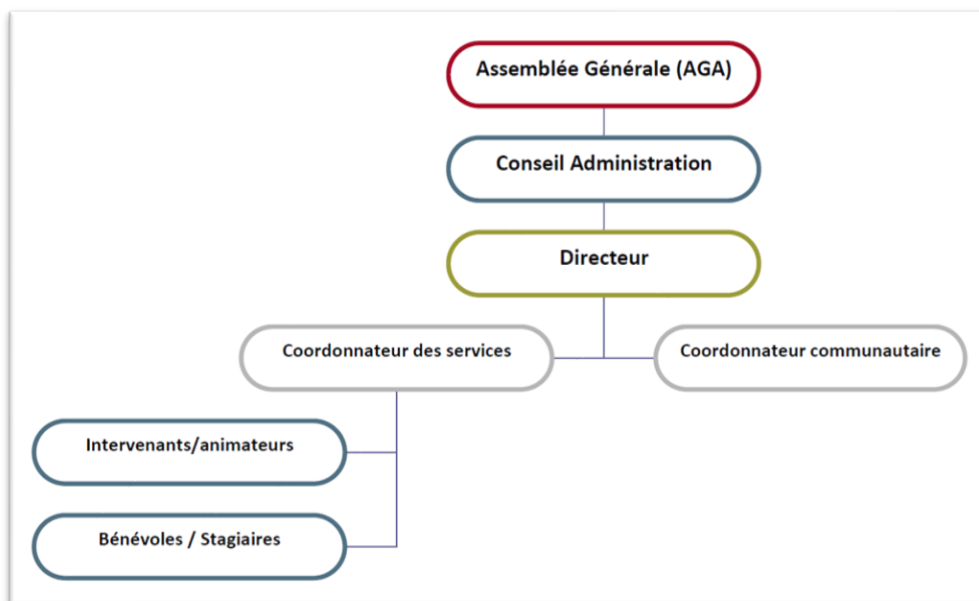 Assemblée Générale (AGA)
Conseil Administration
Directeur
Coordonnateur des services
Coordonnateur communautaire
Intervenants/animateurs
Bénévoles / Stagiaires